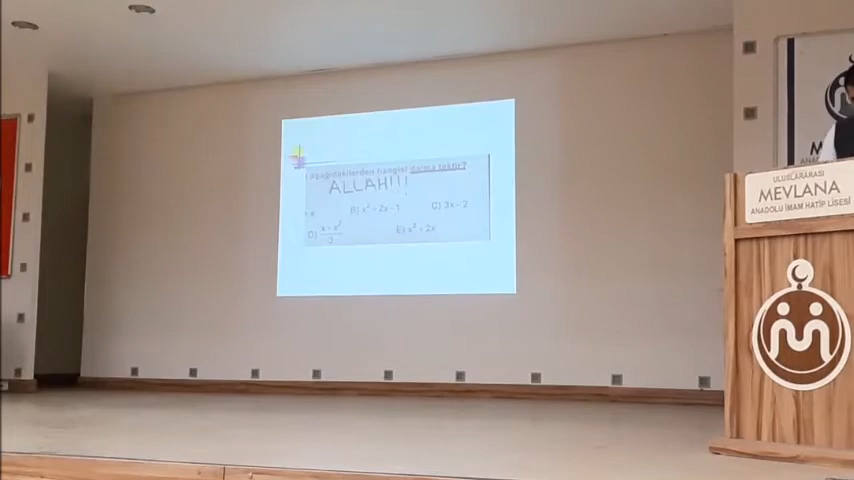 aşağıdakilerden hangisi daima tektir?
ALLAH!!!
B) x² - 2x - 1
C) 3x - 2
D) x - x² / 3
E) x² + 2x
ULUSLARARASI
MEVLANA
ANADOLU İMAM HATİP LİSESİ